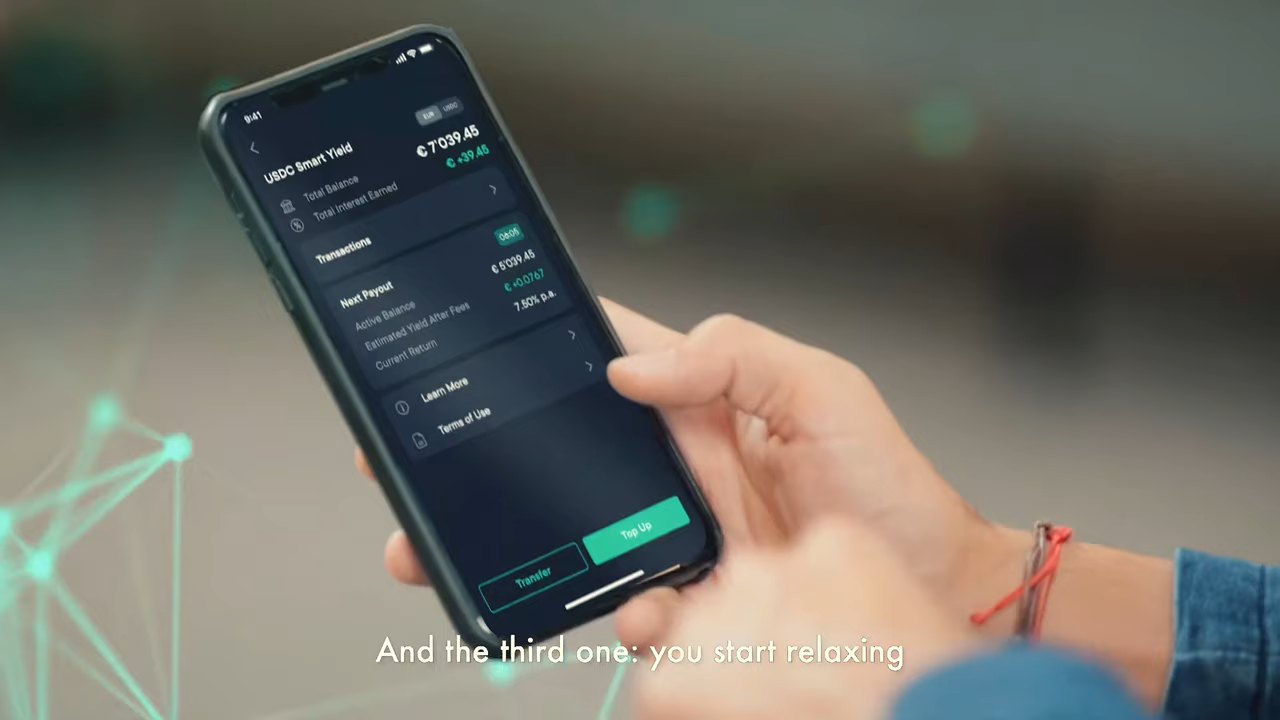 9:41
EUR USDC
USDC Smart Yield
€ 7'039.45
Total Balance
€ +39.45
Total Interest Earned
Transactions
Next Payout
06:05
Active Balance
€ 5'039.45
Estimated Yield After Fees
€ +0.0767
Current Return
7.50% p.a.
Learn More
Terms of Use
Transfer
Top Up
And the third one: you start relaxing